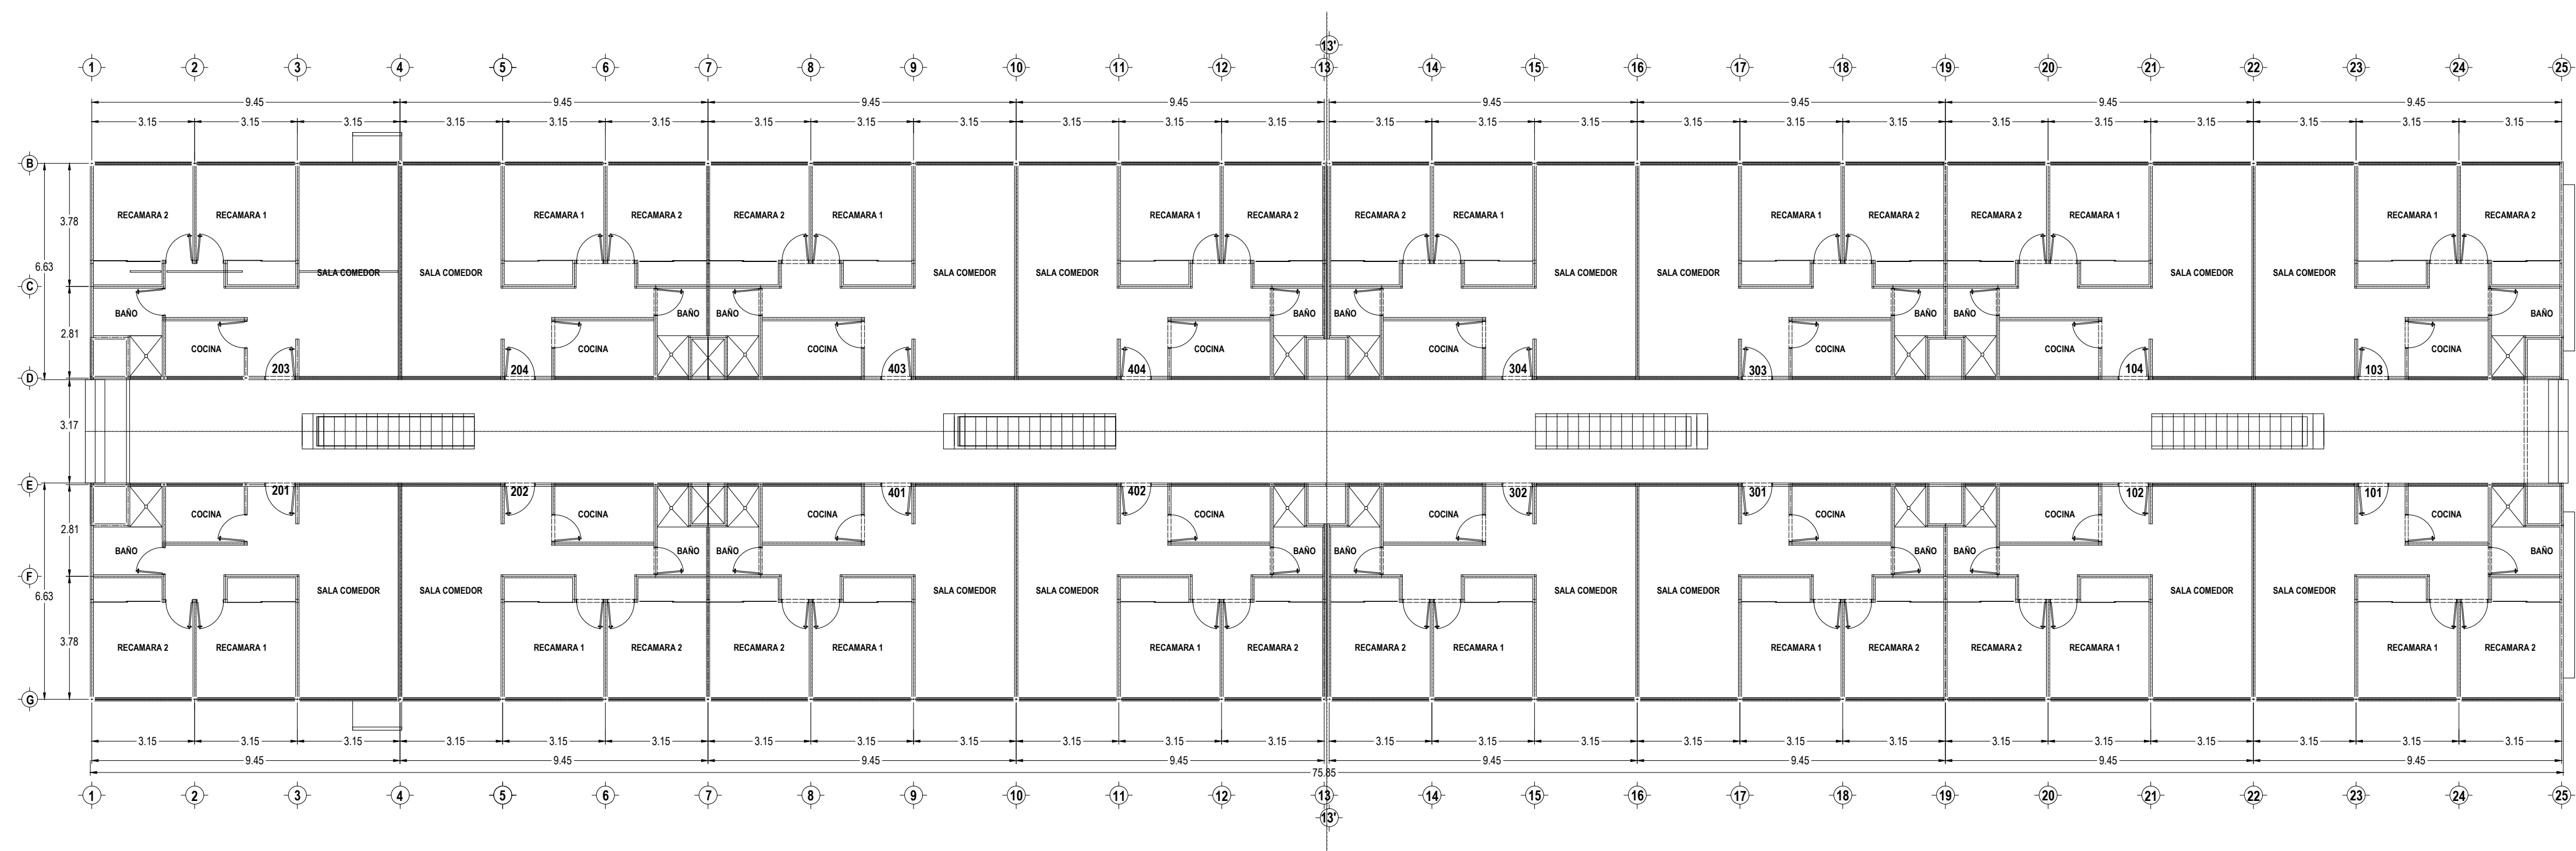 13'
1 2 3 4 5 6 7 8 9 10 11 12 13 14 15 16 17 18 19 20 21 22 23 24 25
9.45 9.45 9.45 9.45 9.45 9.45 9.45 9.45
3.15 3.15 3.15 3.15 3.15 3.15 3.15 3.15 3.15 3.15 3.15 3.15 3.15 3.15 3.15 3.15 3.15 3.15 3.15 3.15 3.15 3.15 3.15 3.15
B
RECAMARA 2 RECAMARA 1 RECAMARA 1 RECAMARA 2 RECAMARA 2 RECAMARA 1 RECAMARA 1 RECAMARA 2 RECAMARA 2 RECAMARA 1 RECAMARA 1 RECAMARA 2 RECAMARA 2 RECAMARA 1 RECAMARA 1 RECAMARA 2
3.78
6.63
SALA COMEDOR SALA COMEDOR SALA COMEDOR SALA COMEDOR SALA COMEDOR SALA COMEDOR SALA COMEDOR SALA COMEDOR
C
BAÑO BAÑO BAÑO BAÑO BAÑO BAÑO BAÑO BAÑO
2.81
COCINA COCINA COCINA COCINA COCINA COCINA COCINA COCINA
203 204 403 404 304 303 104 103
D
3.17
E
201 202 401 402 302 301 102 101
COCINA COCINA COCINA COCINA COCINA COCINA COCINA COCINA
2.81
BAÑO BAÑO BAÑO BAÑO BAÑO BAÑO BAÑO BAÑO
F
6.63
SALA COMEDOR SALA COMEDOR SALA COMEDOR SALA COMEDOR SALA COMEDOR SALA COMEDOR SALA COMEDOR SALA COMEDOR
3.78
RECAMARA 2 RECAMARA 1 RECAMARA 1 RECAMARA 2 RECAMARA 2 RECAMARA 1 RECAMARA 1 RECAMARA 2 RECAMARA 2 RECAMARA 1 RECAMARA 1 RECAMARA 2 RECAMARA 2 RECAMARA 1 RECAMARA 1 RECAMARA 2
G
3.15 3.15 3.15 3.15 3.15 3.15 3.15 3.15 3.15 3.15 3.15 3.15 3.15 3.15 3.15 3.15 3.15 3.15 3.15 3.15 3.15 3.15 3.15 3.15
9.45 9.45 9.45 9.45 9.45 9.45 9.45 9.45
75.85
1 2 3 4 5 6 7 8 9 10 11 12 13 14 15 16 17 18 19 20 21 22 23 24 25
13'